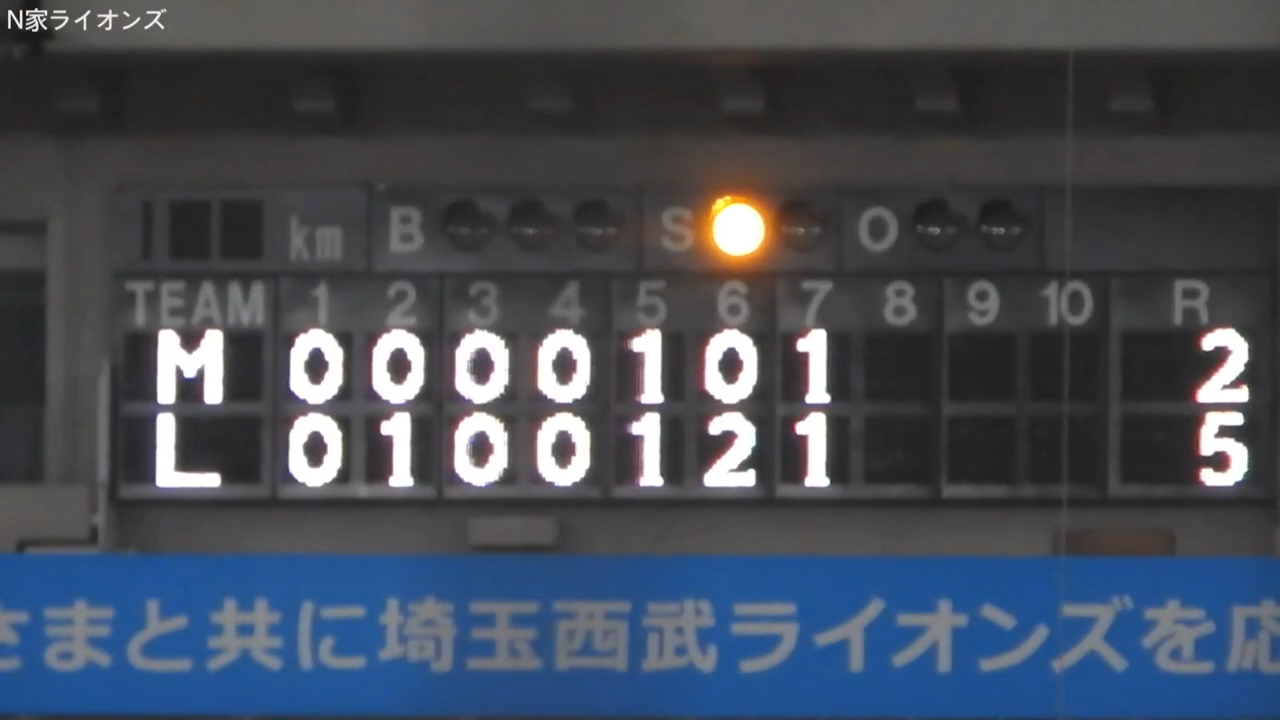 N家ライオンズ
km B S O
TEAM 1 2 3 4 5 6 7 8 9 10 R
M 0 0 0 0 1 0 1 2
L 0 1 0 0 1 2 1 5
さまと共に埼玉西武ライオンズを応